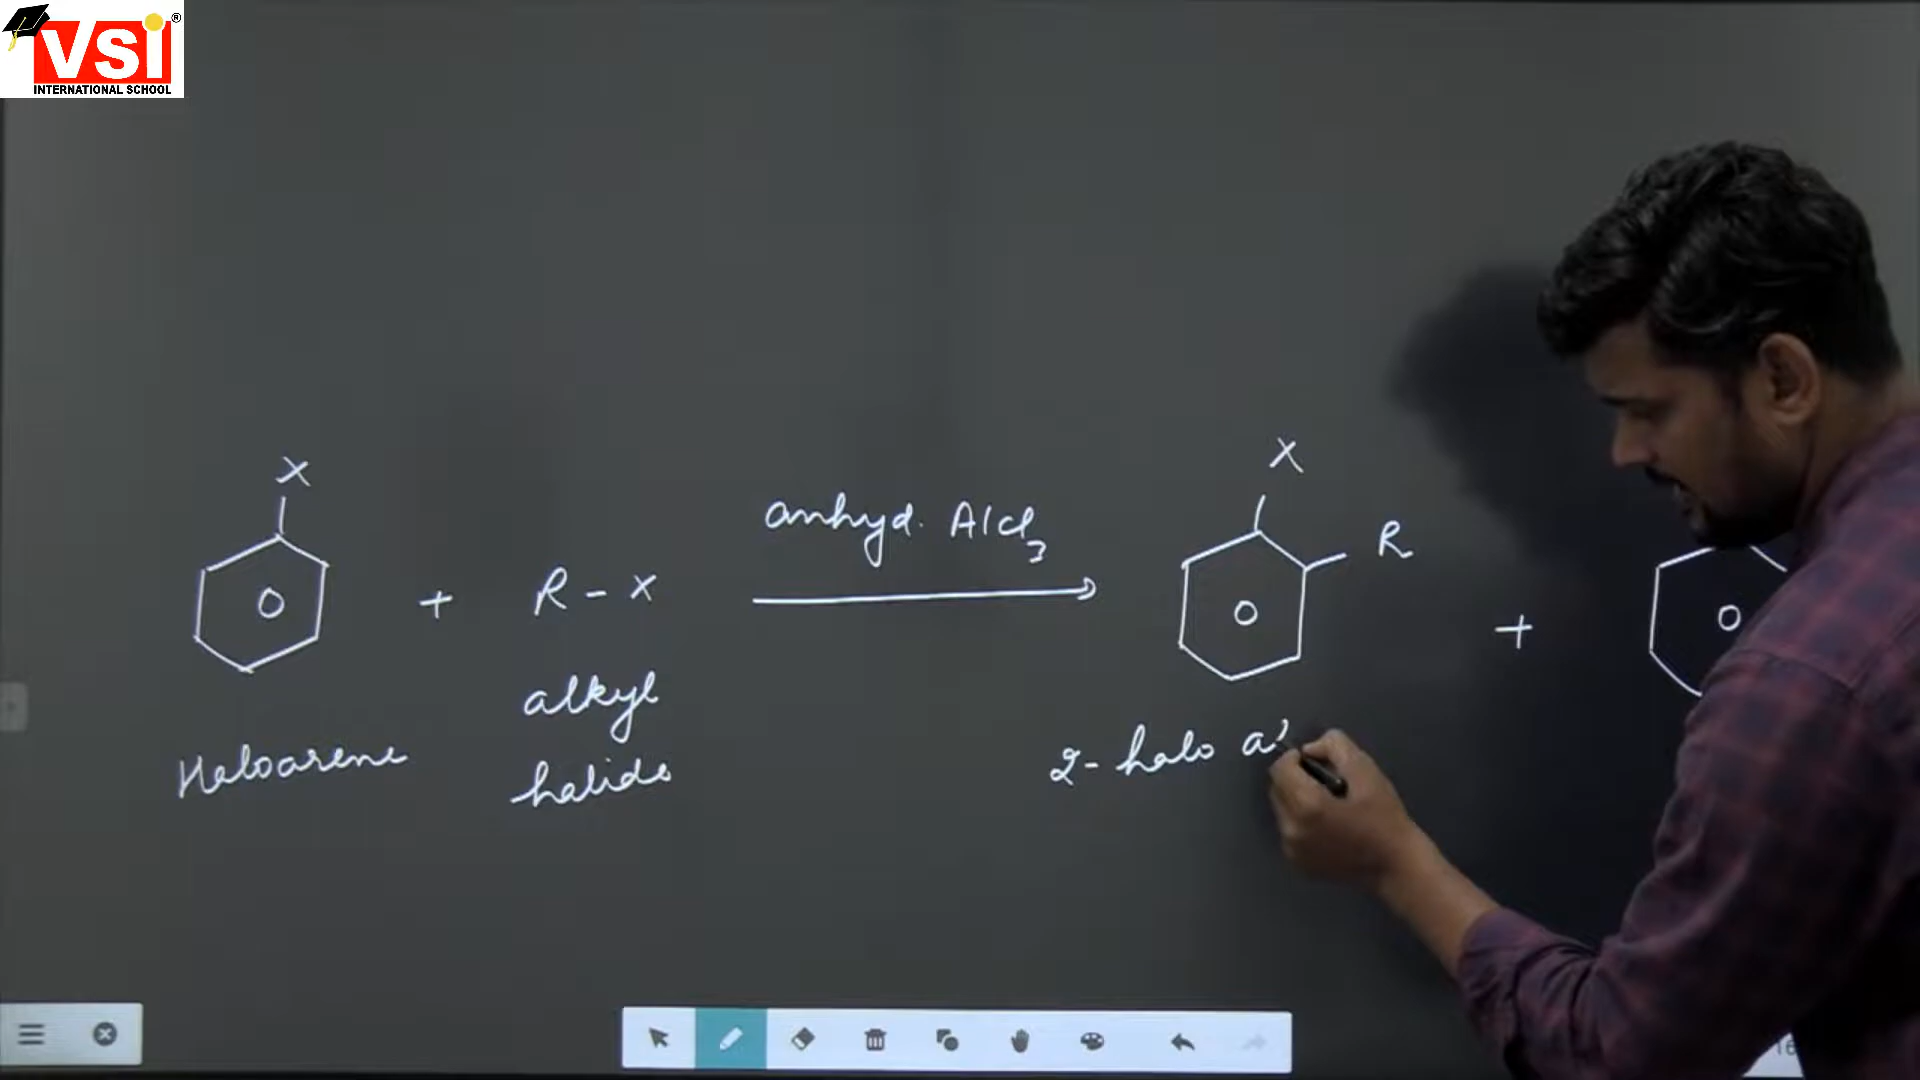 VSI®
INTERNATIONAL SCHOOL
X
O
Haloarene
+
R - X
alkyl
halide
anhyd. AlCl3
X
R
O
2- halo
+
O